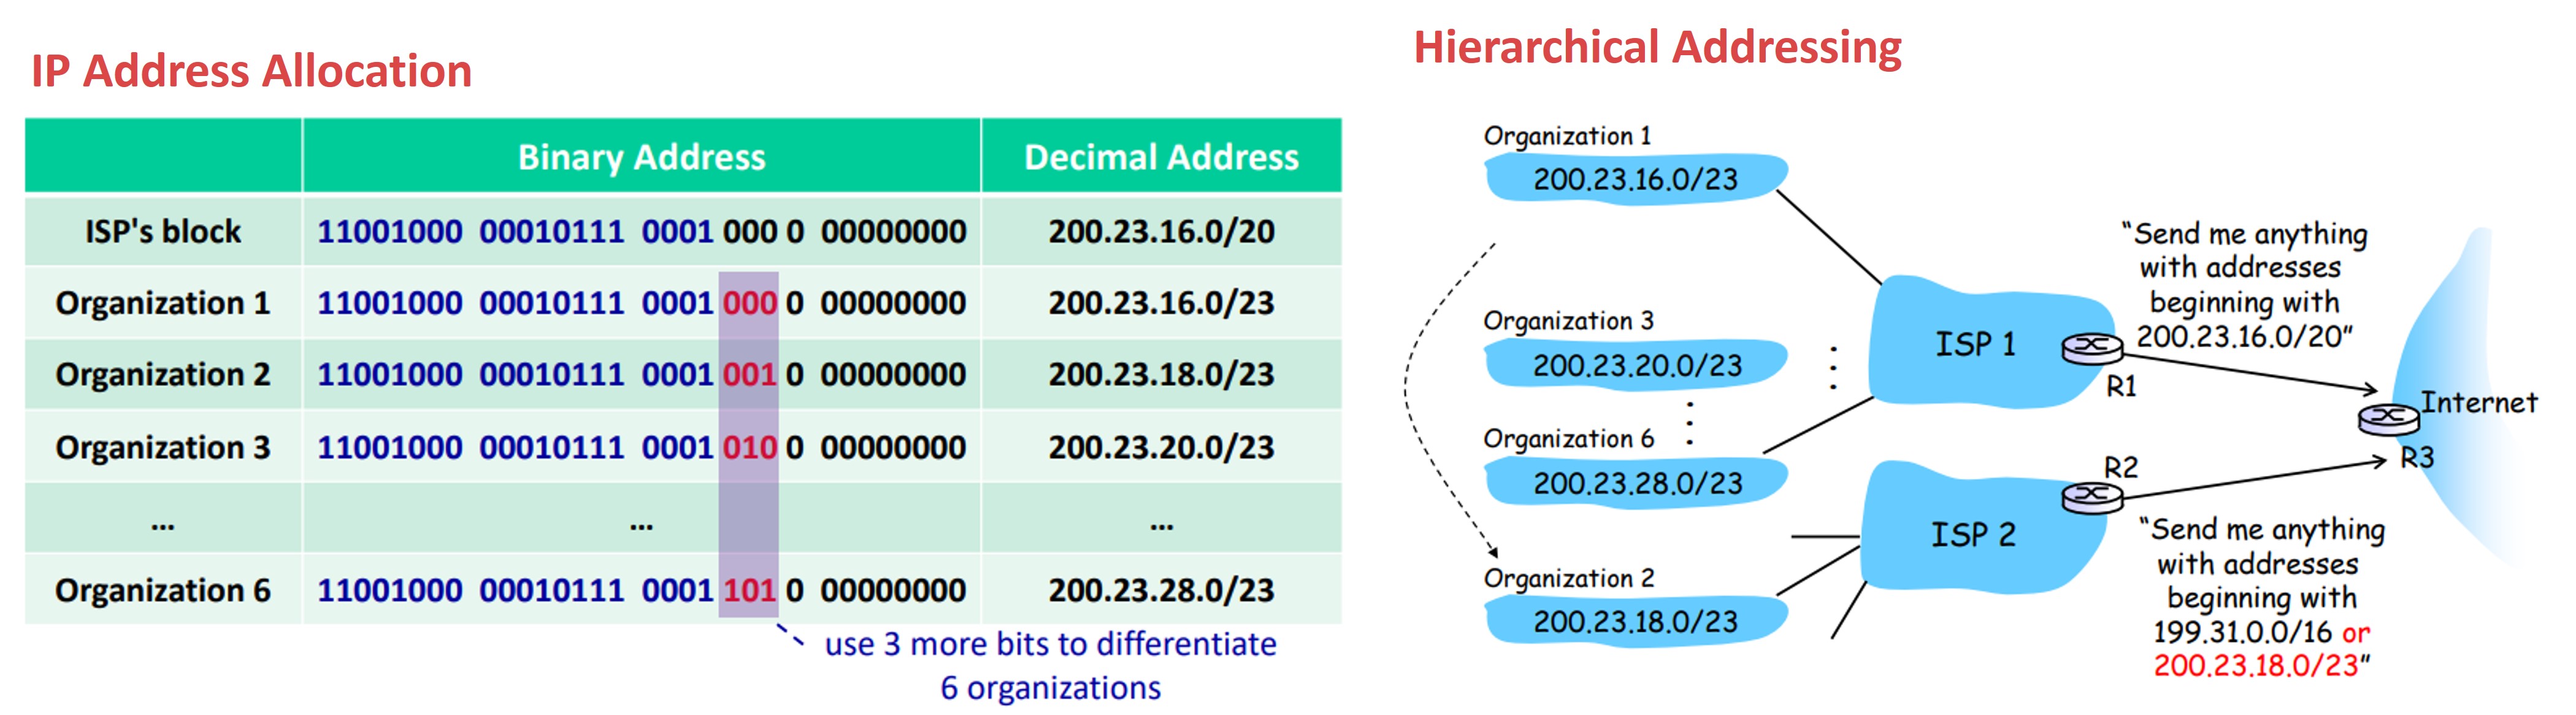 IP Address Allocation
Binary Address Decimal Address
ISP's block 11001000 00010111 0001 000 0 00000000 200.23.16.0/20
Organization 1 11001000 00010111 0001 000 0 00000000 200.23.16.0/23
Organization 2 11001000 00010111 0001 001 0 00000000 200.23.18.0/23
Organization 3 11001000 00010111 0001 010 0 00000000 200.23.20.0/23
... ... ...
Organization 6 11001000 00010111 0001 101 0 00000000 200.23.28.0/23
use 3 more bits to differentiate
6 organizations
Hierarchical Addressing
Organization 1
200.23.16.0/23
Organization 3
200.23.20.0/23
Organization 6
200.23.28.0/23
Organization 2
200.23.18.0/23
ISP 1
R1
"Send me anything
with addresses
beginning with
200.23.16.0/20"
ISP 2
R2
"Send me anything
with addresses
beginning with
199.31.0.0/16 or
200.23.18.0/23"
Internet
R3